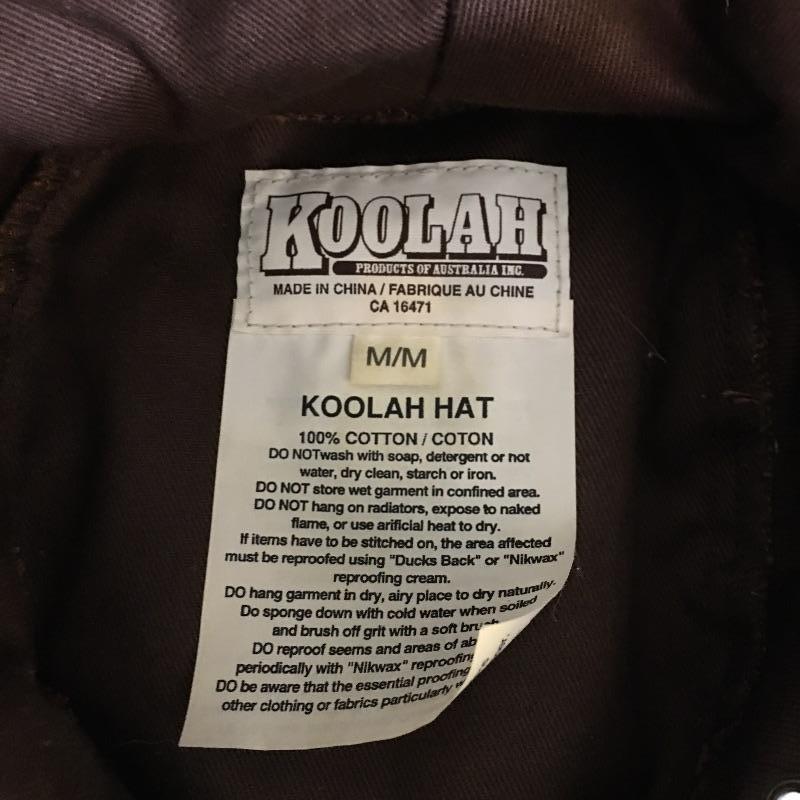 KOOLAH
PRODUCTS OF AUSTRALIA INC.
MADE IN CHINA / FABRIQUE AU CHINE
CA 16471
M/M
KOOLAH HAT
100% COTTON / COTON
DO NOTwash with soap, detergent or hot
water, dry clean, starch or iron.
DO NOT store wet garment in confined area.
DO NOT hang on radiators, expose to naked
flame, or use arificial heat to dry.
If items have to be stitched on, the area affected
must be reproofed using "Ducks Back" or "Nikwax"
reproofing cream.
DO hang garment in dry, airy place to dry naturally.
Do sponge down with cold water when soiled
and brush off grit with a soft
DO reproof seems and areas of
periodically with "Nikwax" reproofing
DO be aware that the essential proofing
other clothing or fabrics particularly